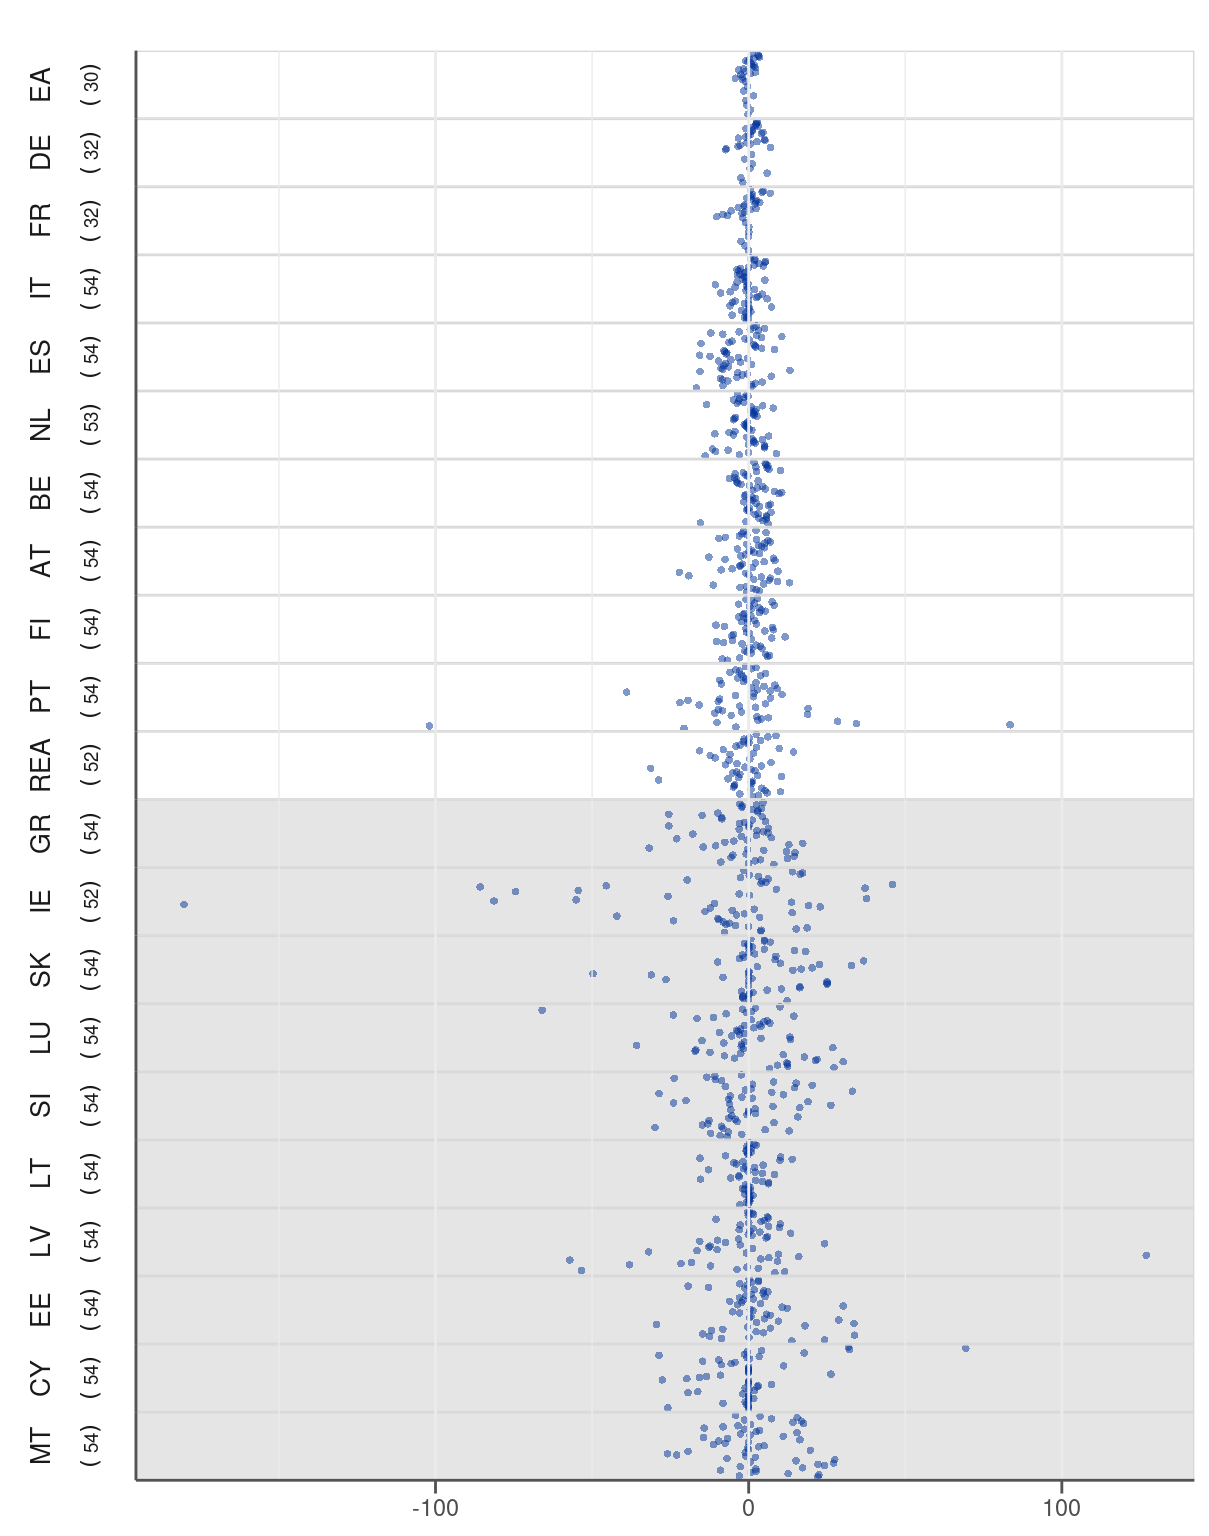 EA ( 30)
DE ( 32)
FR ( 32)
IT ( 54)
ES ( 54)
NL ( 53)
BE ( 54)
AT ( 54)
FI ( 54)
PT ( 54)
REA ( 52)
GR ( 54)
IE ( 52)
SK ( 54)
LU ( 54)
SI ( 54)
LT ( 54)
LV ( 54)
EE ( 54)
CY ( 54)
MT ( 54)
-100 0 100